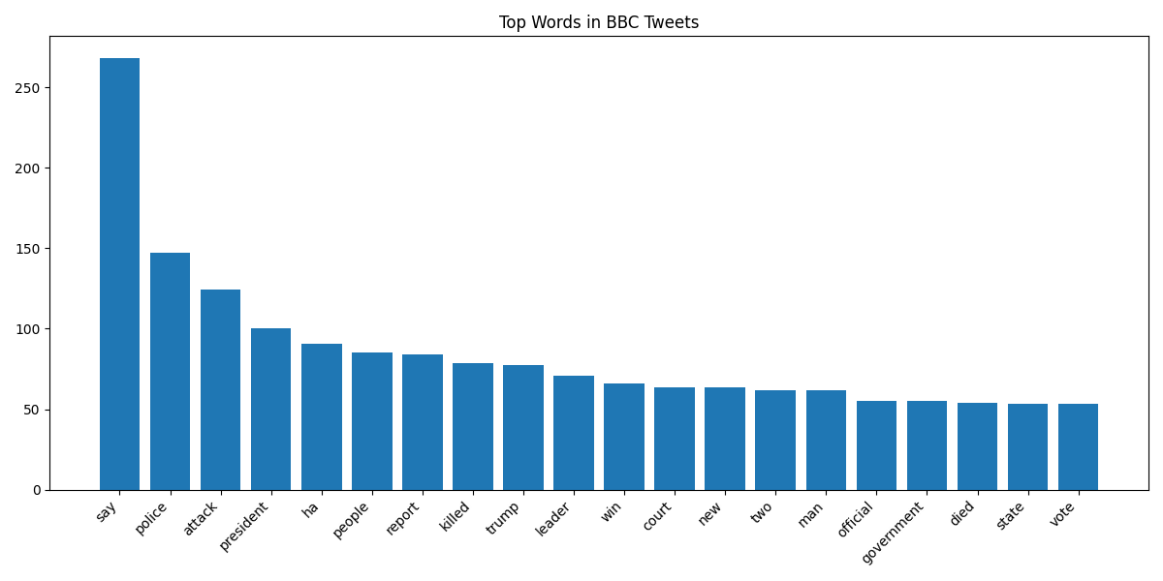 Top Words in BBC Tweets
250
200
150
100
50
0
say
police
attack
president
ha
people
report
killed
trump
leader
win
court
new
two
man
official
government
died
state
vote